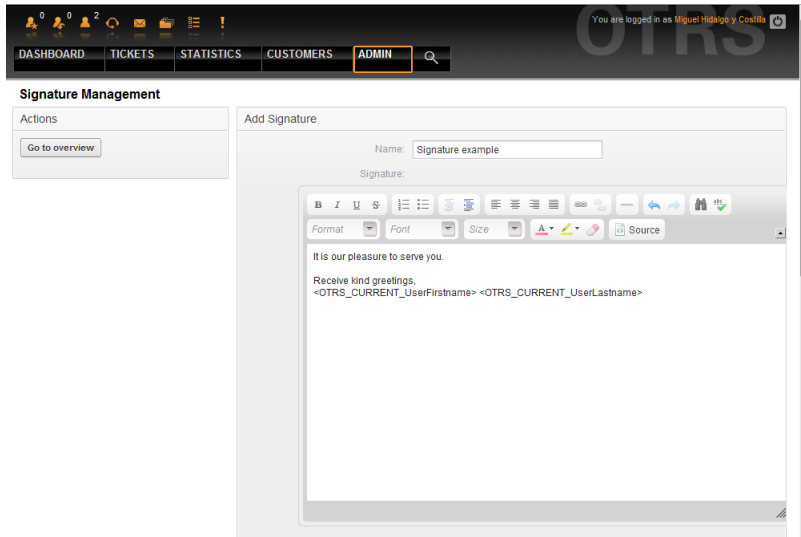 0 0 2
You are logged in as Miguel Hidalgo y Costilla
OTRS
DASHBOARD TICKETS STATISTICS CUSTOMERS ADMIN
Signature Management
Actions
Go to overview
Add Signature
Name: Signature example
Signature:
B I U S
abc
Format Font Size A Source
It is our pleasure to serve you.
Receive kind greetings,
<OTRS_CURRENT_UserFirstname> <OTRS_CURRENT_UserLastname>